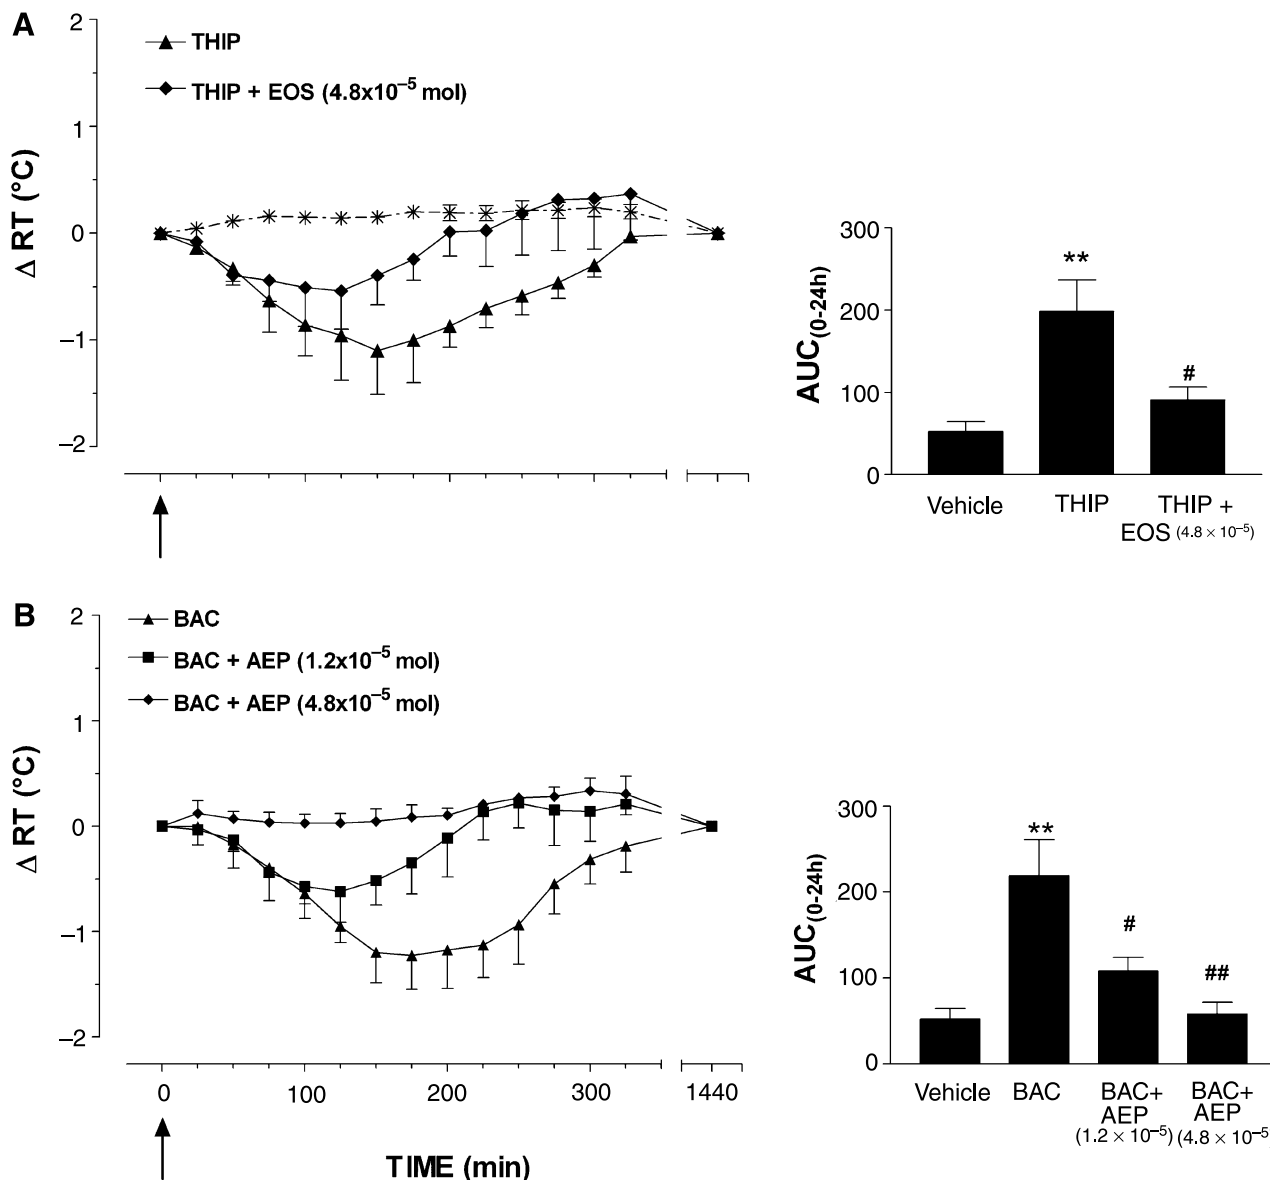 A
2
1
0
–1
–2
Δ RT (°C)
THIP
THIP + EOS (4.8x10⁻⁵ mol)
300
200
100
0
AUC(0-24h)
**
#
Vehicle
THIP
THIP +
EOS (4.8 × 10⁻⁵)
B
2
1
0
–1
–2
Δ RT (°C)
BAC
BAC + AEP (1.2x10⁻⁵ mol)
BAC + AEP (4.8x10⁻⁵ mol)
0 100 200 300 1440
TIME (min)
300
200
100
0
AUC(0-24h)
**
#
##
Vehicle
BAC
BAC+
AEP
(1.2 × 10⁻⁵)
BAC+
AEP
(4.8 × 10⁻⁵)